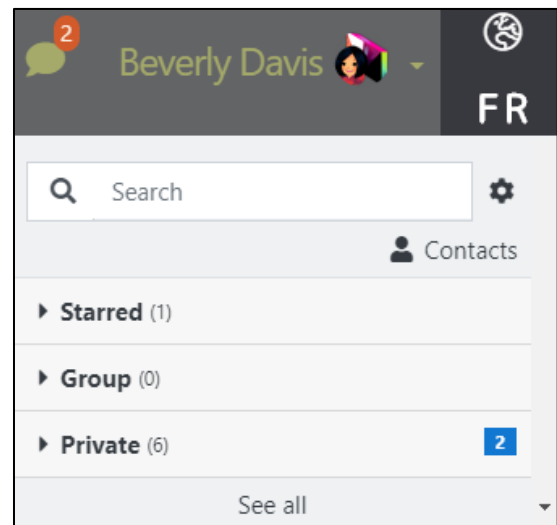 2
Beverly Davis
FR
Search
Contacts
Starred (1)
Group (0)
Private (6) 2
See all